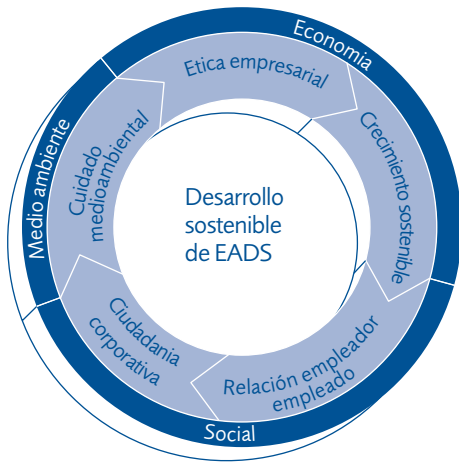 Economia
Etica empresarial
Crecimiento sostenible
Medio ambiente
Cuidado
medioambiental
Desarrollo
sostenible
de EADS
Ciudadania
corporativa
Relación empleador
empleado
Social